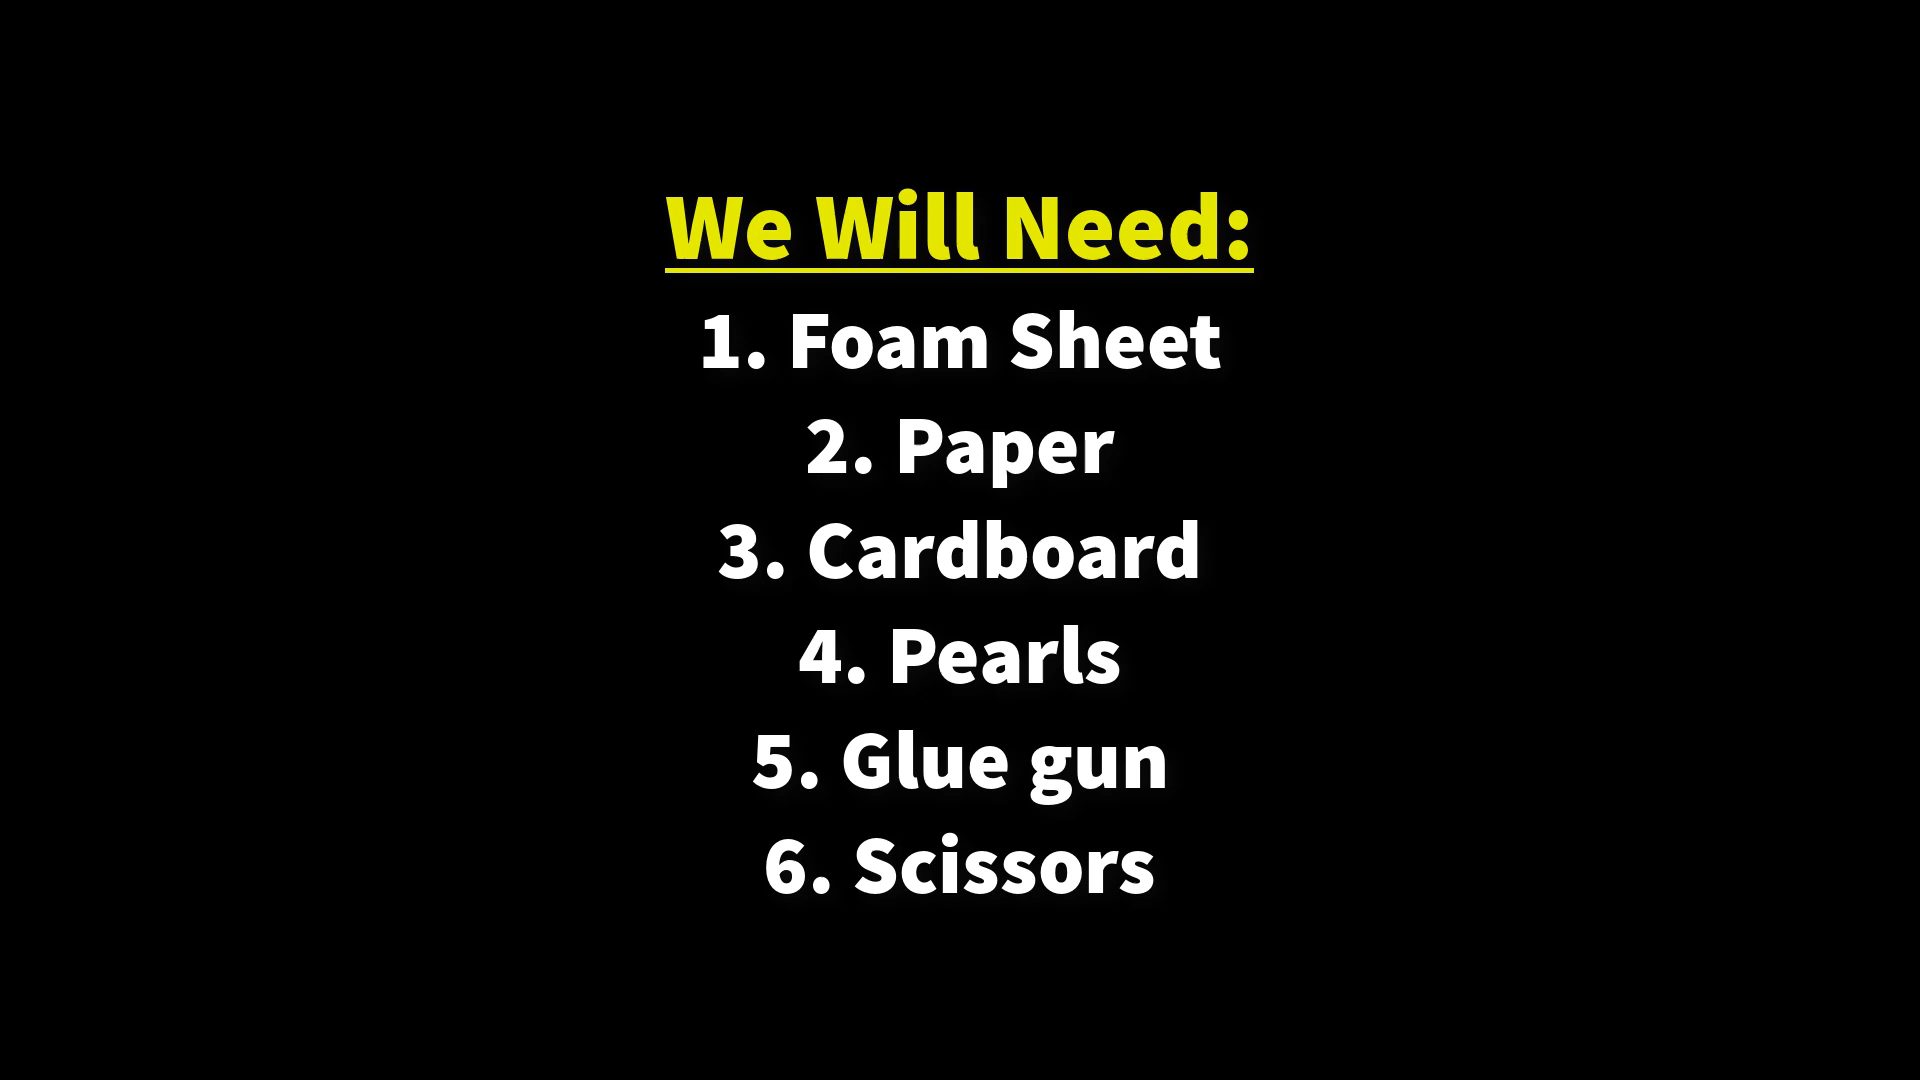 We Will Need:
1. Foam Sheet
2. Paper
3. Cardboard
4. Pearls
5. Glue gun
6. Scissors